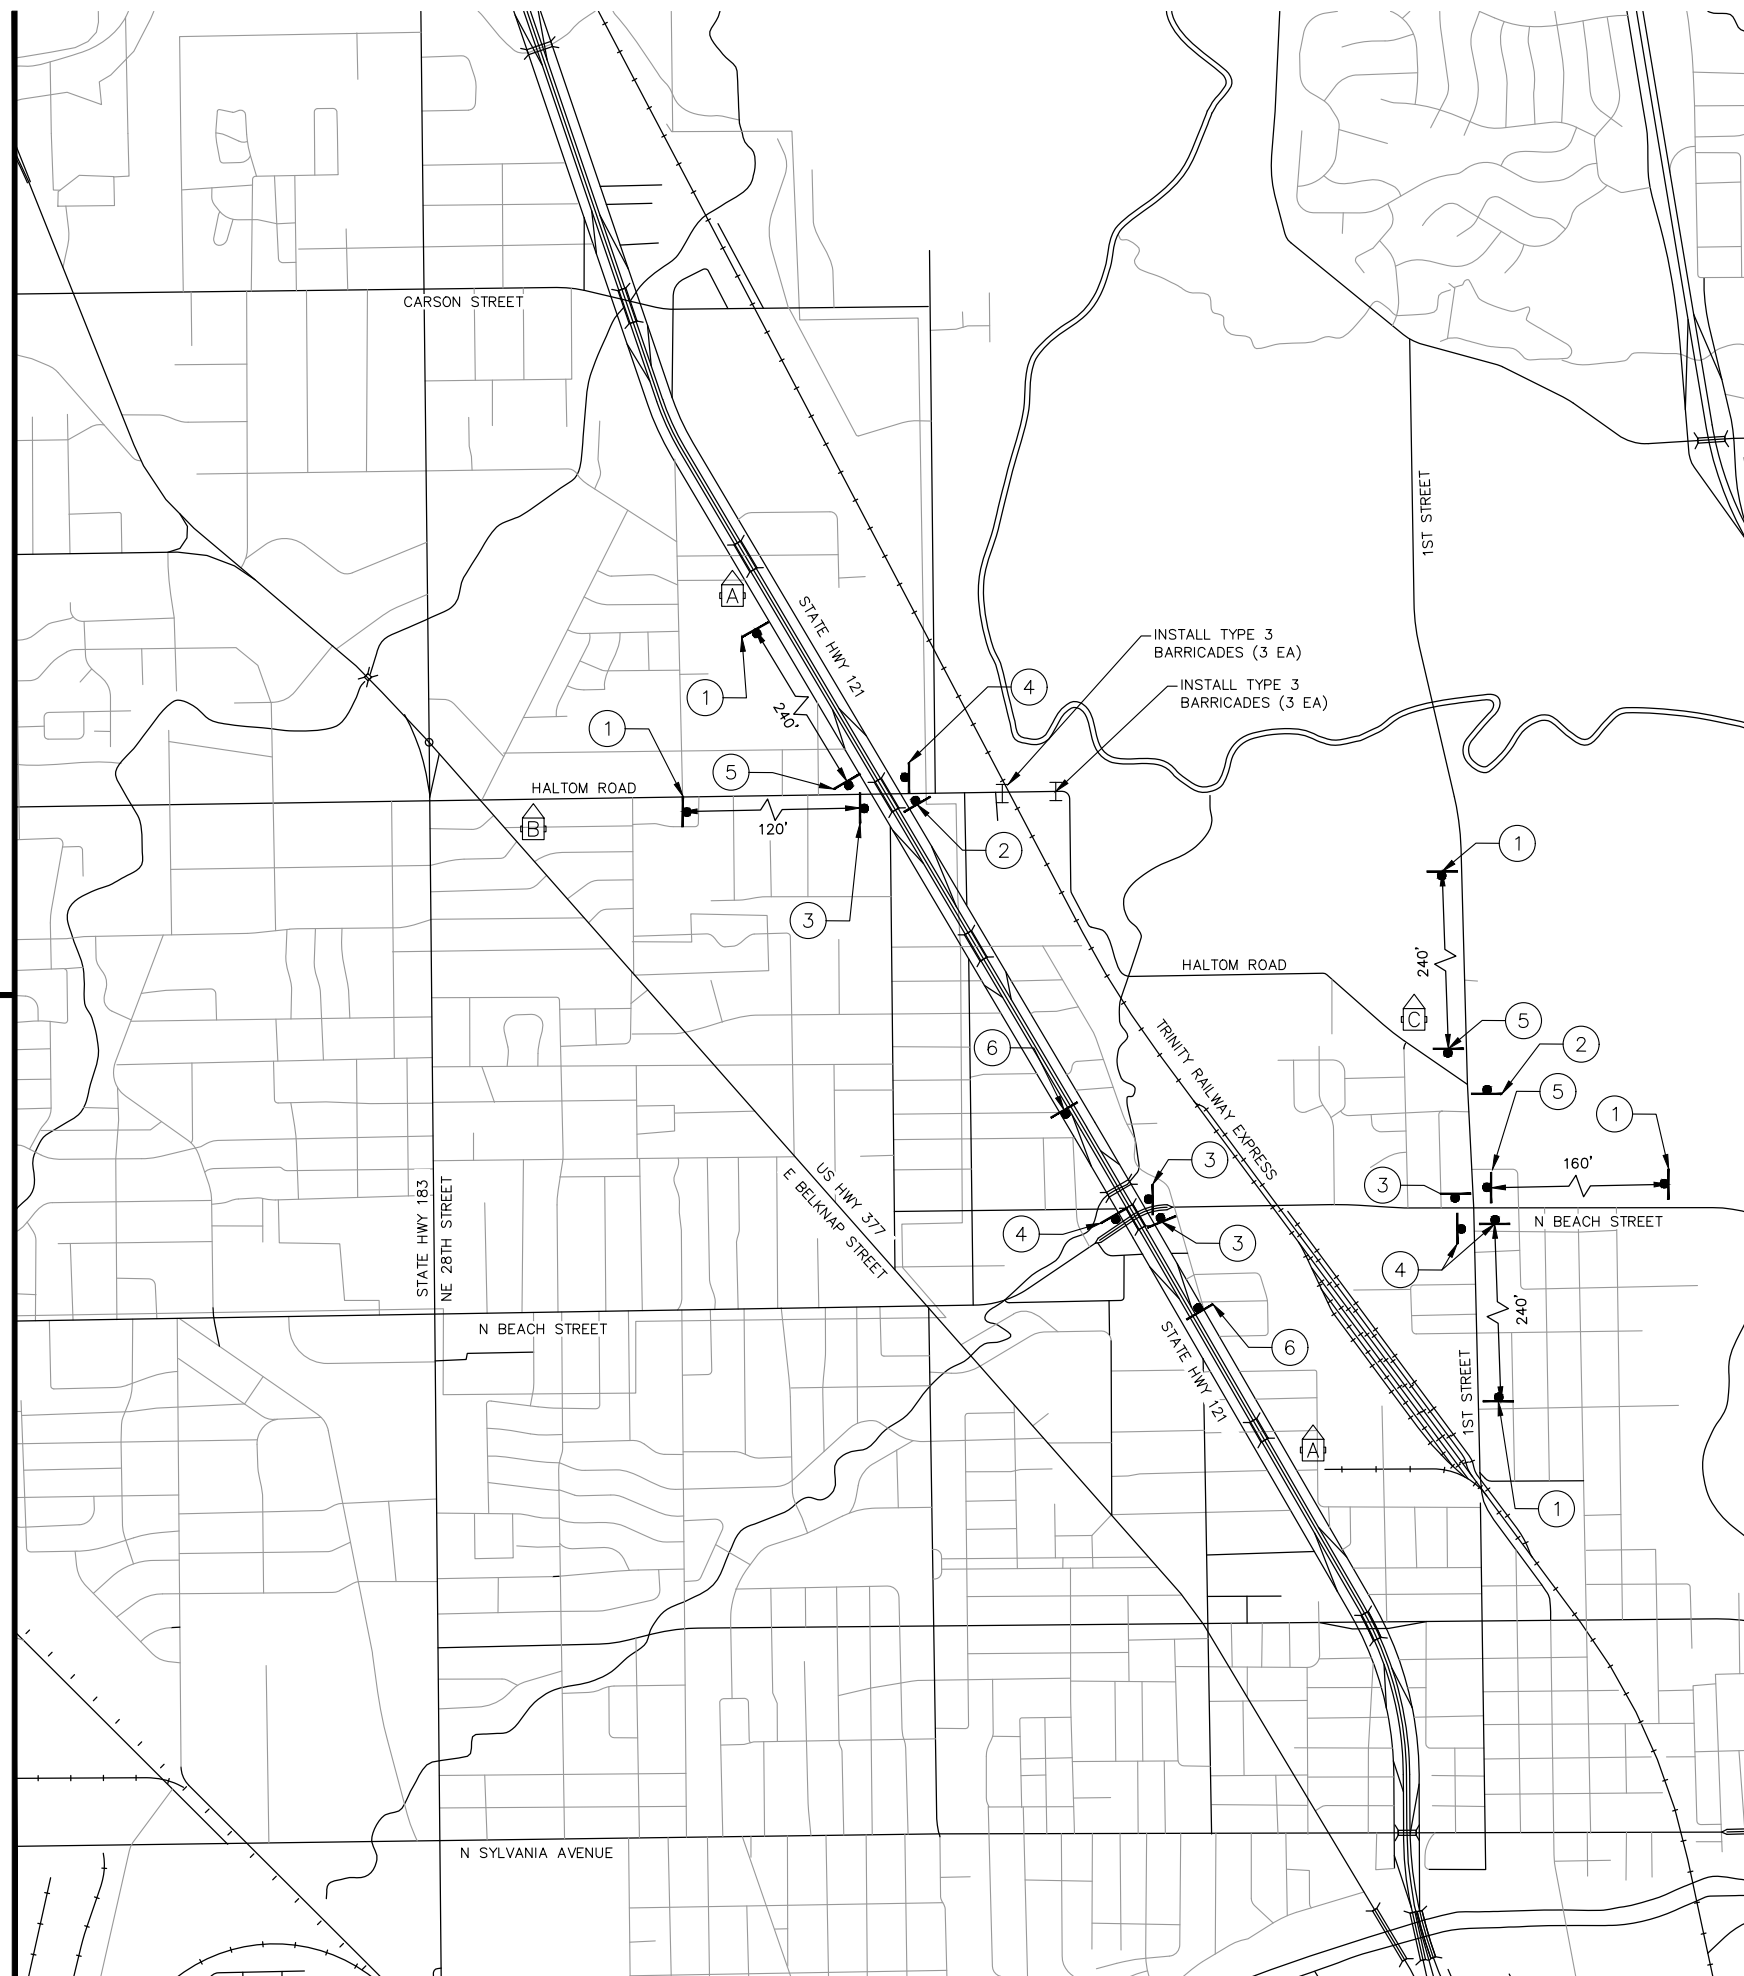 CARSON STREET
1ST STREET
A
STATE HWY 121
INSTALL TYPE 3
BARRICADES (3 EA)
4
INSTALL TYPE 3
BARRICADES (3 EA)
1
240'
1
5
HALTOM ROAD
B
120'
2
3
1
240'
HALTOM ROAD
C
5
2
6
TRINITY RAILWAY EXPRESS
5
1
3
160'
3
STATE HWY 183
NE 28TH STREET
US HWY 377
E BELKNAP STREET
4
3
N BEACH STREET
4
240'
N BEACH STREET
6
STATE HWY 121
1ST STREET
A
1
N SYLVANIA AVENUE